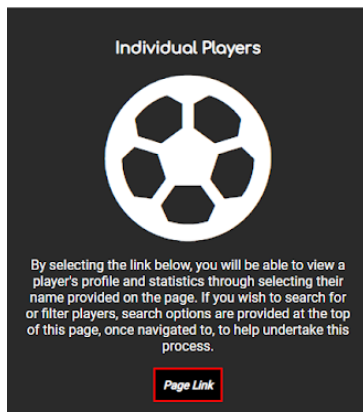 Individual Players
By selecting the link below, you will be able to view a
player's profile and statistics through selecting their
name provided on the page. If you wish to search for
or filter players, search options are provided at the top
of this page, once navigated to, to help undertake this
process.
Page Link